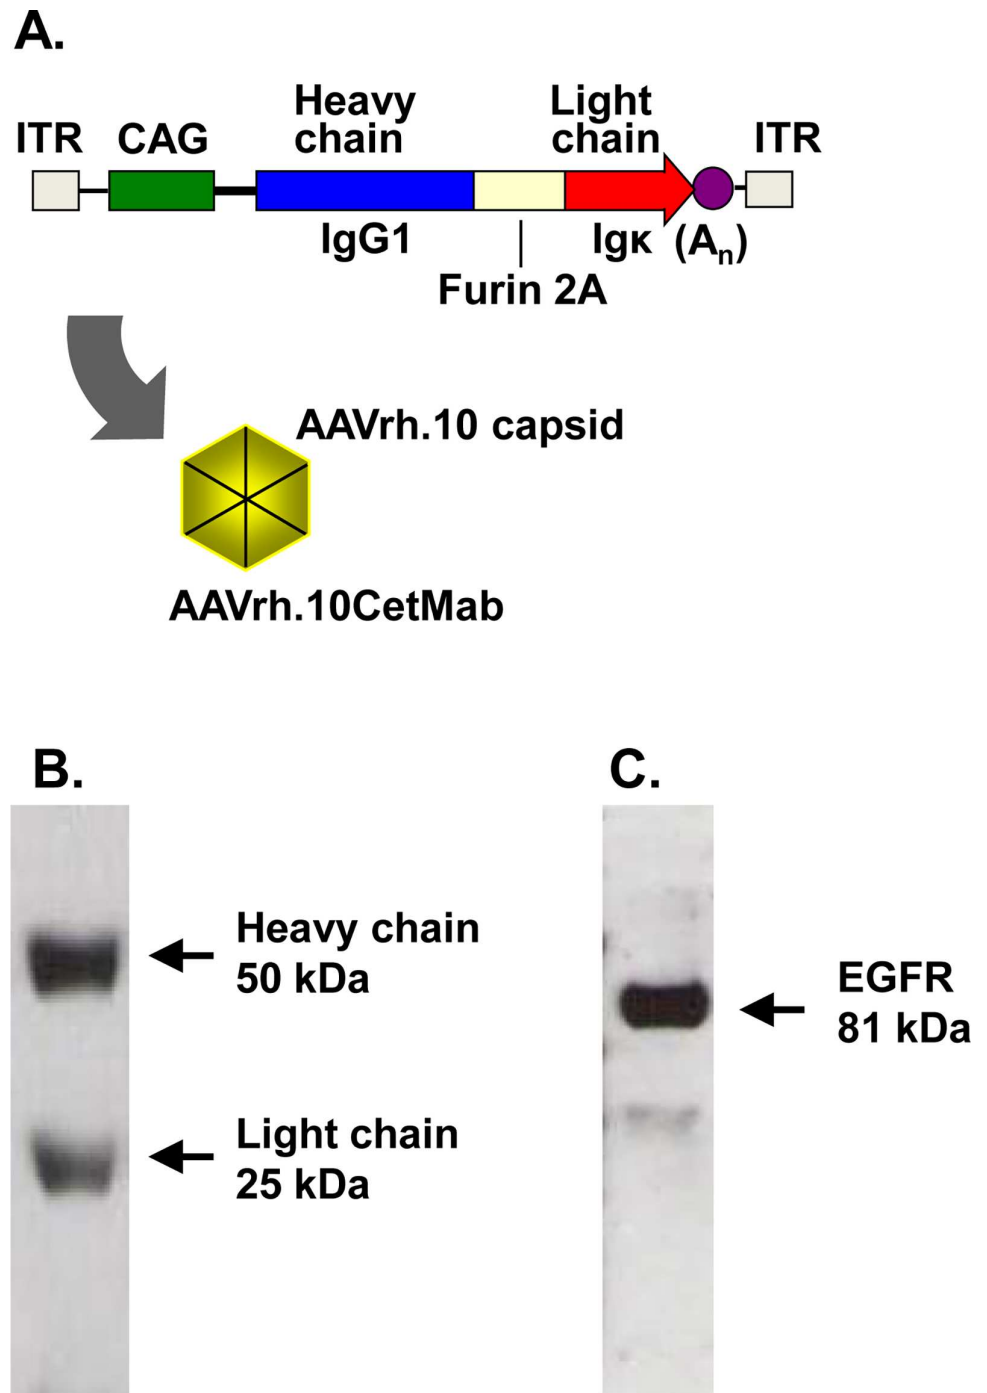 A.
Heavy
chain
Light
chain
ITR
CAG
ITR
IgG1
Igκ
(An)
Furin 2A
AAVrh.10 capsid
AAVrh.10CetMab
B.
Heavy chain
50 kDa
Light chain
25 kDa
C.
EGFR
81 kDa